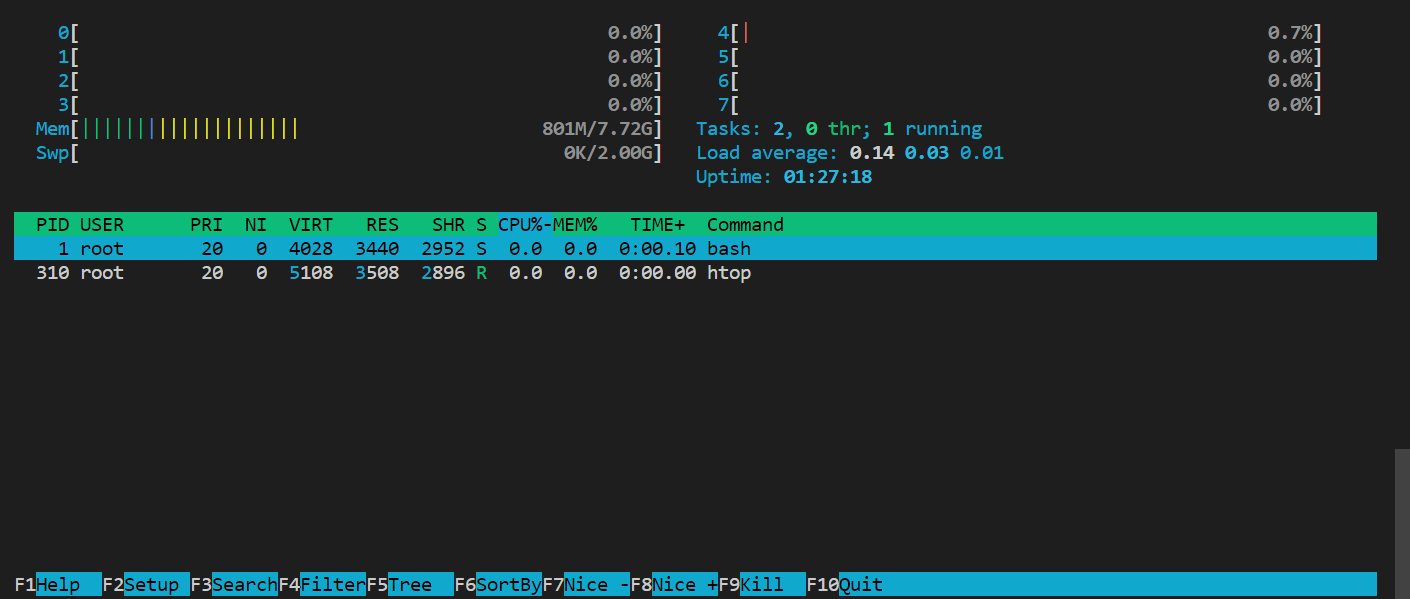 0[ 0.0%] 4[| 0.7%]
1[ 0.0%] 5[ 0.0%]
2[ 0.0%] 6[ 0.0%]
3[ 0.0%] 7[ 0.0%]
Mem[|||||||||||||||||||| 801M/7.72G] Tasks: 2, 0 thr; 1 running
Swp[ 0K/2.00G] Load average: 0.14 0.03 0.01
Uptime: 01:27:18
PID USER PRI NI VIRT RES SHR S CPU%-MEM% TIME+ Command
1 root 20 0 4028 3440 2952 S 0.0 0.0 0:00.10 bash
310 root 20 0 5108 3508 2896 R 0.0 0.0 0:00.00 htop
F1Help F2Setup F3SearchF4FilterF5Tree F6SortByF7Nice -F8Nice +F9Kill F10Quit